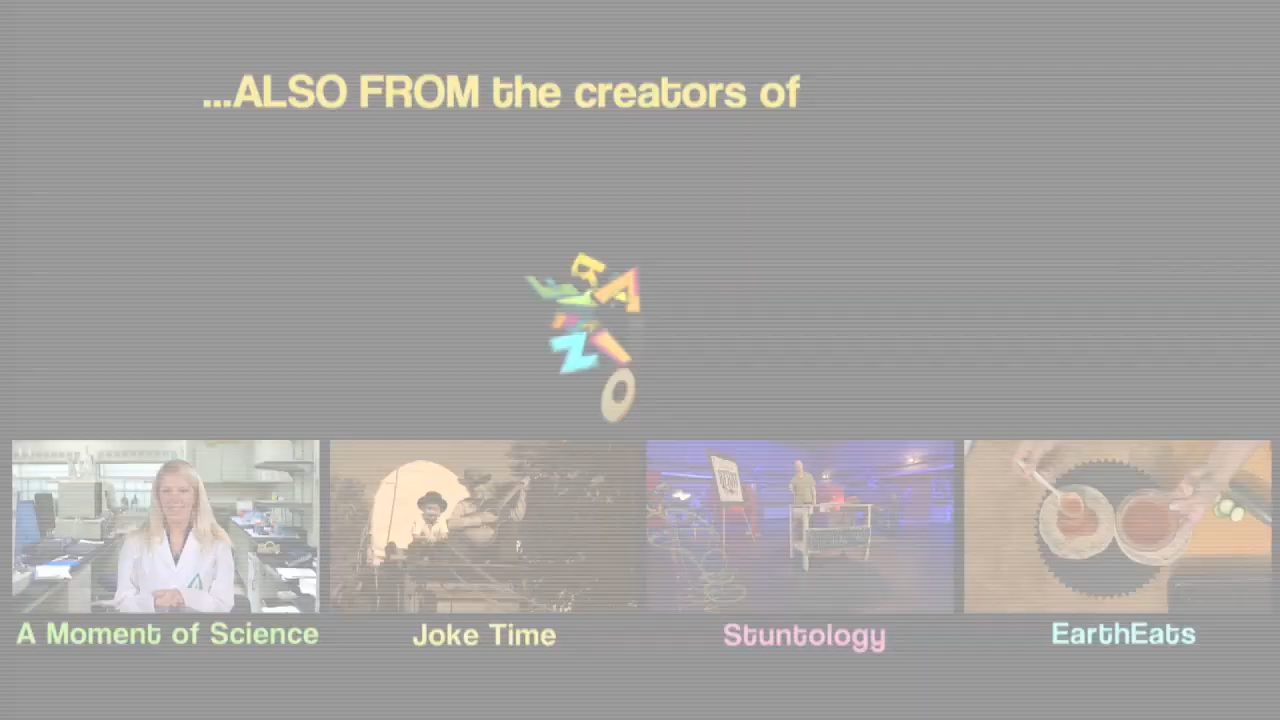 ...ALSO FROM the creators of
A Moment of Science
Joke Time
Stuntology
EarthEats